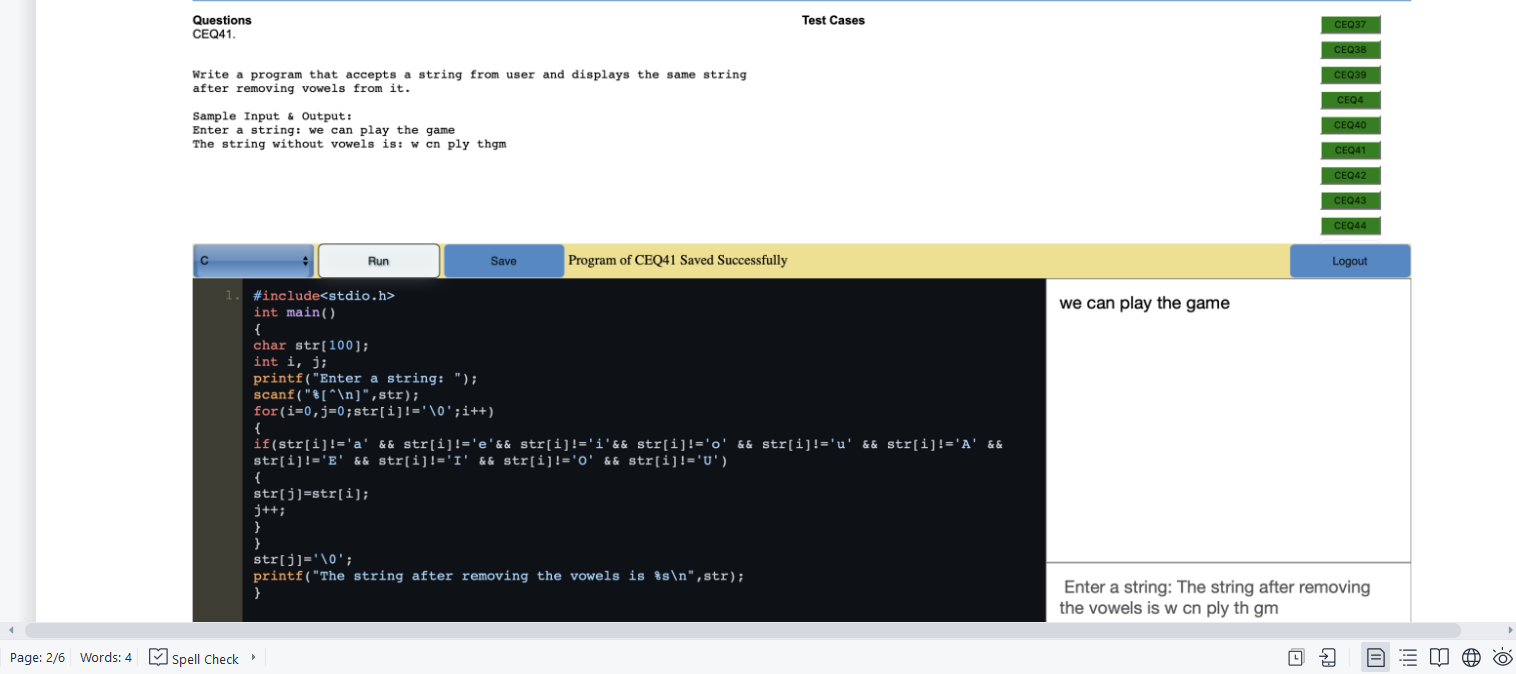 Questions
CEQ41.
Write a program that accepts a string from user and displays the same string
after removing vowels from it.
Sample Input & Output:
Enter a string: we can play the game
The string without vowels is: w cn ply thgm
Test Cases
CEQ37
CEQ38
CEQ39
CEQ4
CEQ40
CEQ41
CEQ42
CEQ43
CEQ44
C
Run
Save
Program of CEQ41 Saved Successfully
Logout
1.
#include<stdio.h>
int main()
{
char str[100];
int i, j;
printf("Enter a string: ");
scanf("%[^\n]",str);
for(i=0,j=0;str[i]!='\0';i++)
{
if(str[i]!='a' && str[i]!='e'&& str[i]!='i'&& str[i]!='o' && str[i]!='u' && str[i]!='A' &&
str[i]!='E' && str[i]!='I' && str[i]!='O' && str[i]!='U')
{
str[j]=str[i];
j++;
}
}
str[j]='\0';
printf("The string after removing the vowels is %s\n",str);
}
we can play the game
Enter a string: The string after removing
the vowels is w cn ply th gm
Page: 2/6 Words: 4 Spell Check